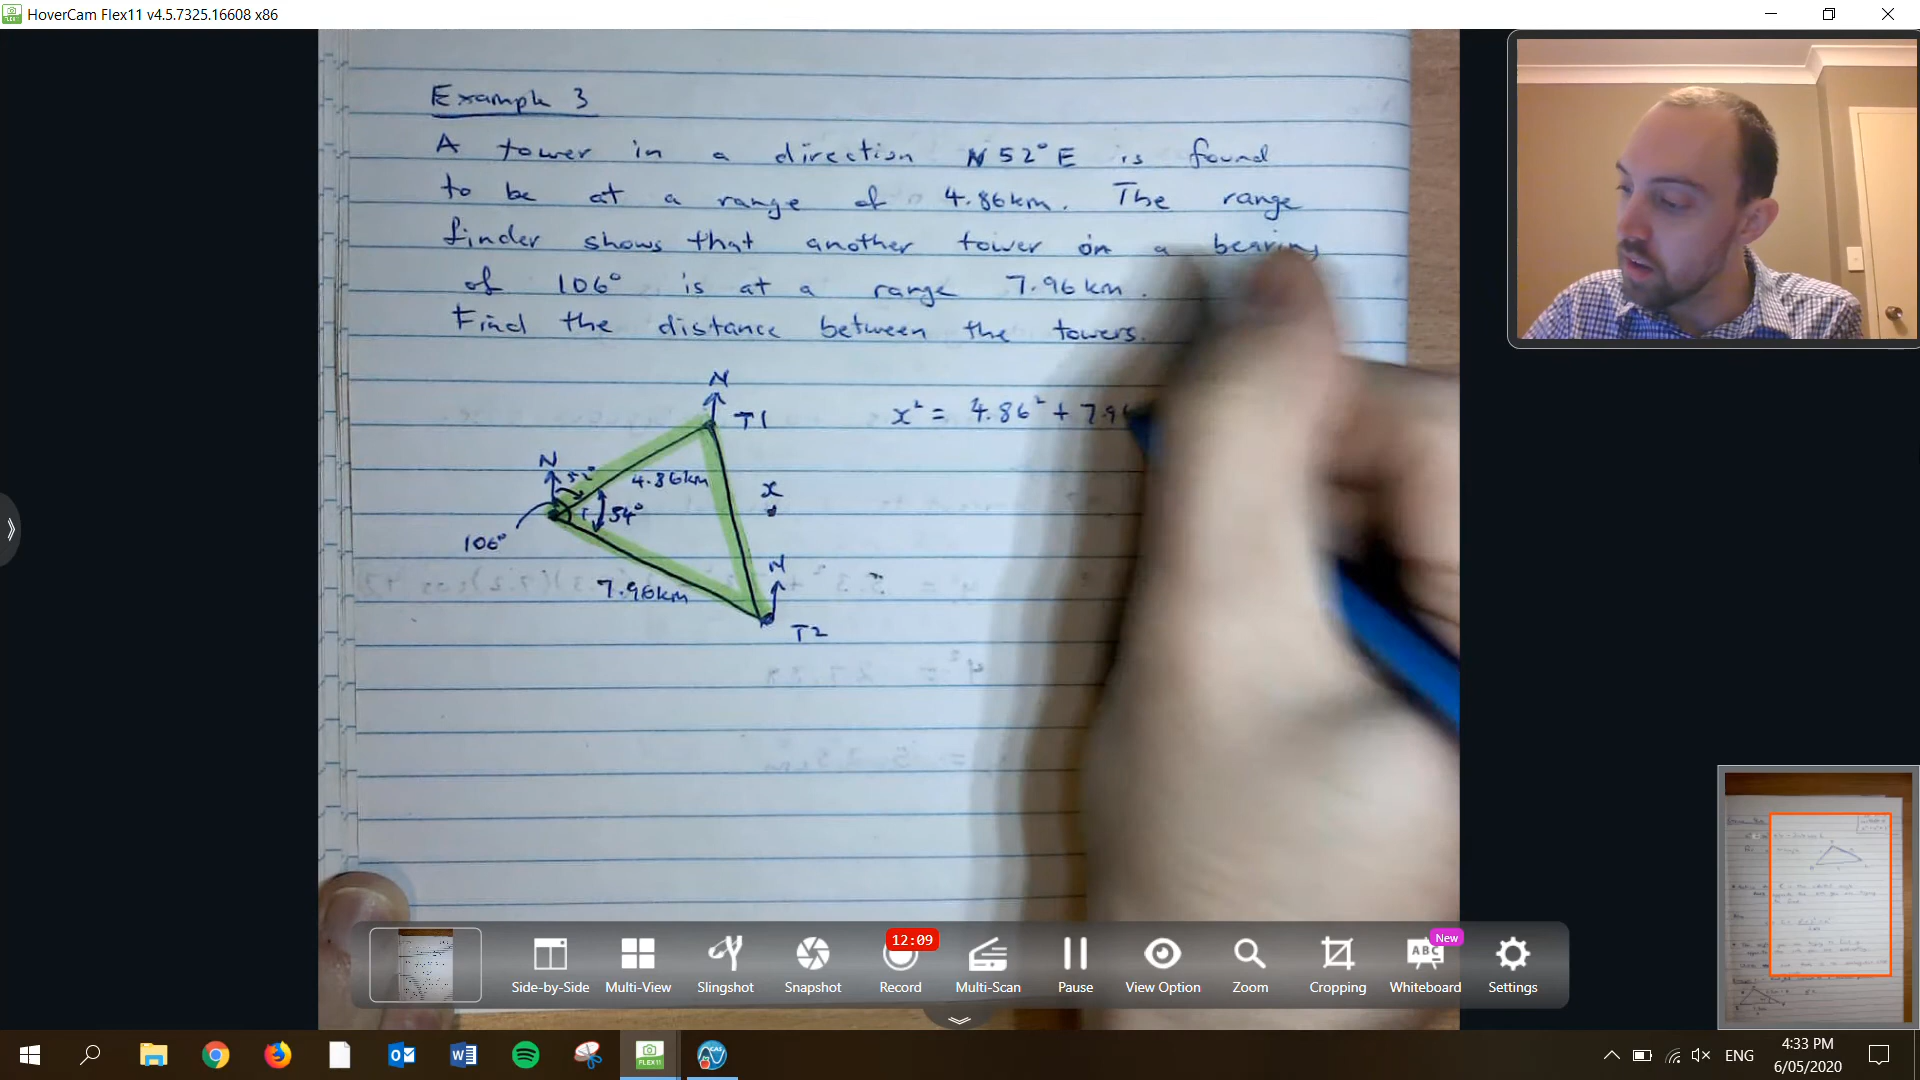 HoverCam Flex11 v4.5.7325.16608 x86
Example 3
A tower in a direction N52°E is found
to be at a range of 4.86km. The range
finder shows that another tower on a bearing
of 106° is at a range 7.96km.
Find the distance between the towers.
N
T1
x² = 4.86² + 7.96
N
52°
4.86km
x
54°
106°
N
7.96km
T2
12:09
New
ABC
Side-by-Side
Multi-View
Slingshot
Snapshot
Record
Multi-Scan
Pause
View Option
Zoom
Cropping
Whiteboard
Settings
FLEX11
ENG
4:33 PM
6/05/2020